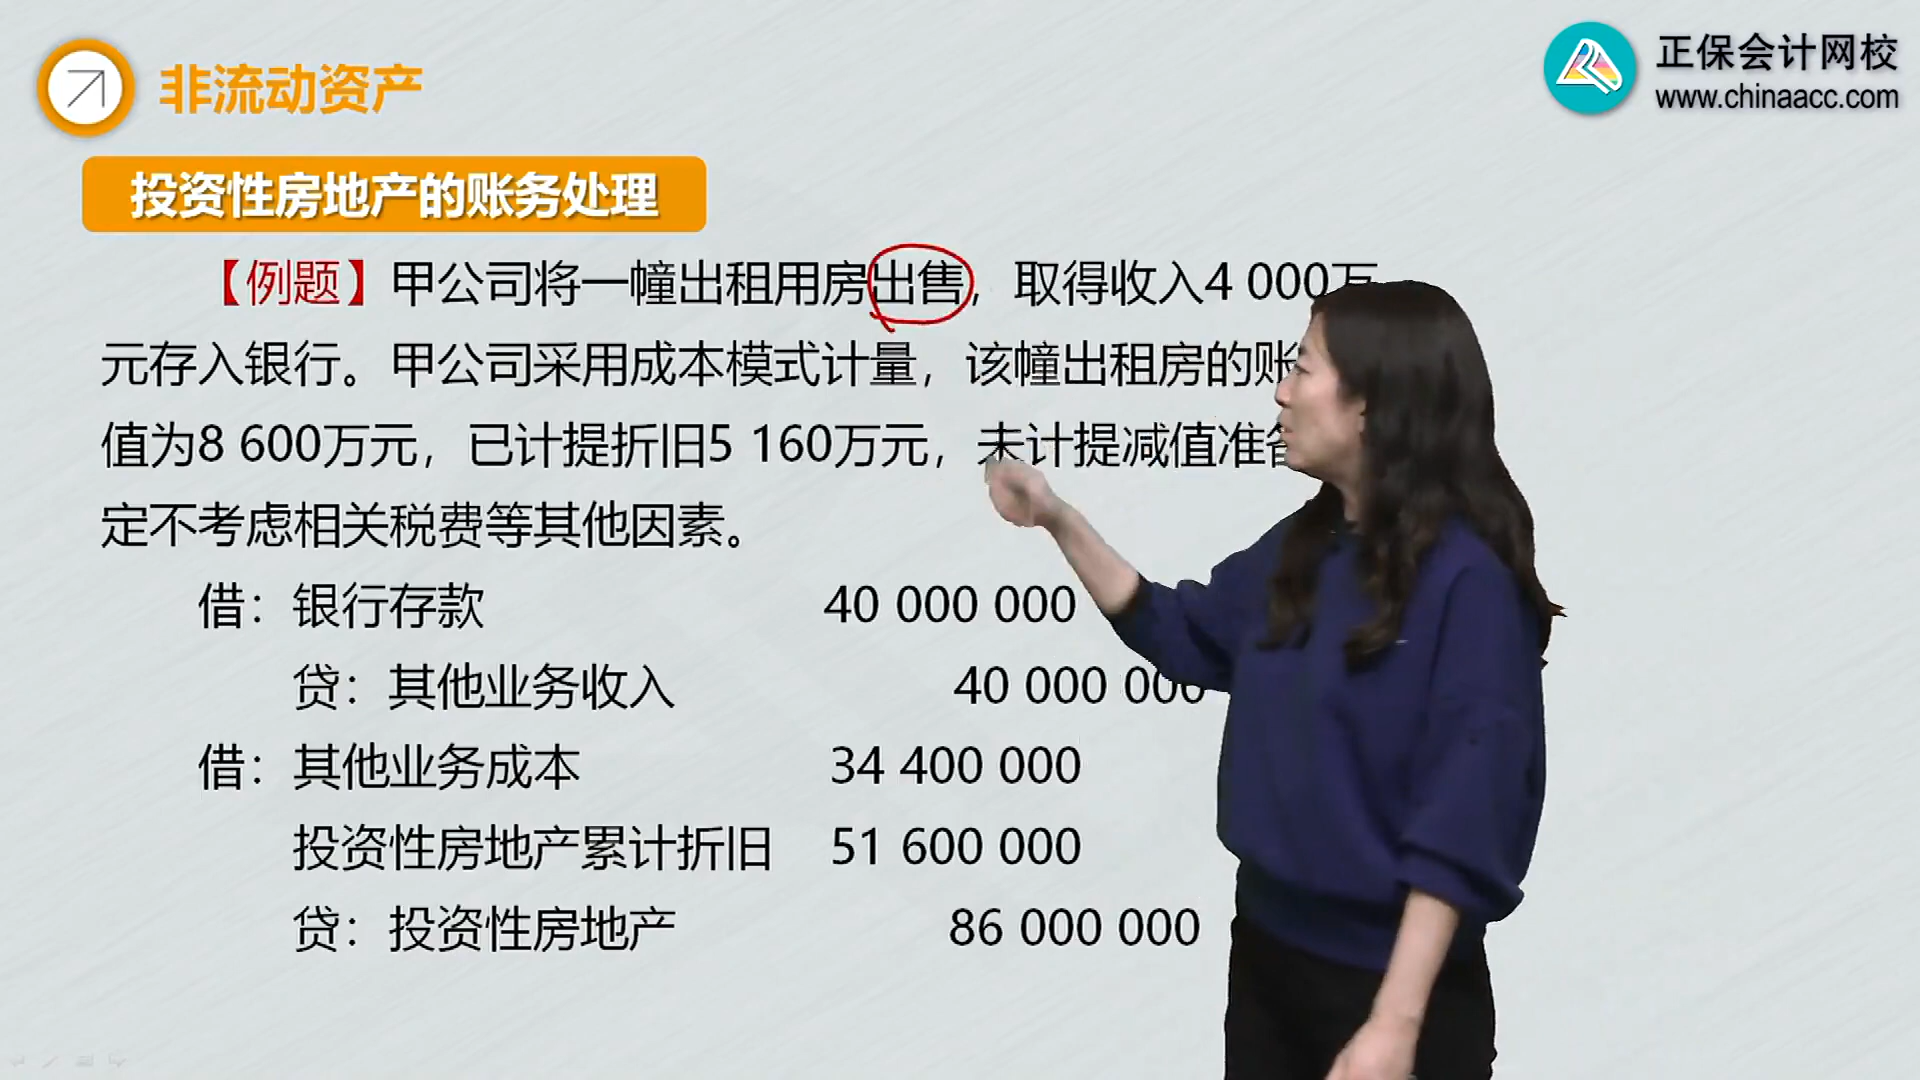 非流动资产
正保会计网校
www.chinaacc.com
投资性房地产的账务处理
【例题】甲公司将一幢出租用房出售，取得收入4 000万
元存入银行。甲公司采用成本模式计量，该幢出租房的账
值为8 600万元，已计提折旧5 160万元，未计提减值准备
定不考虑相关税费等其他因素。
借：银行存款 40 000 000
贷：其他业务收入 40 000 000
借：其他业务成本 34 400 000
投资性房地产累计折旧 51 600 000
贷：投资性房地产 86 000 000